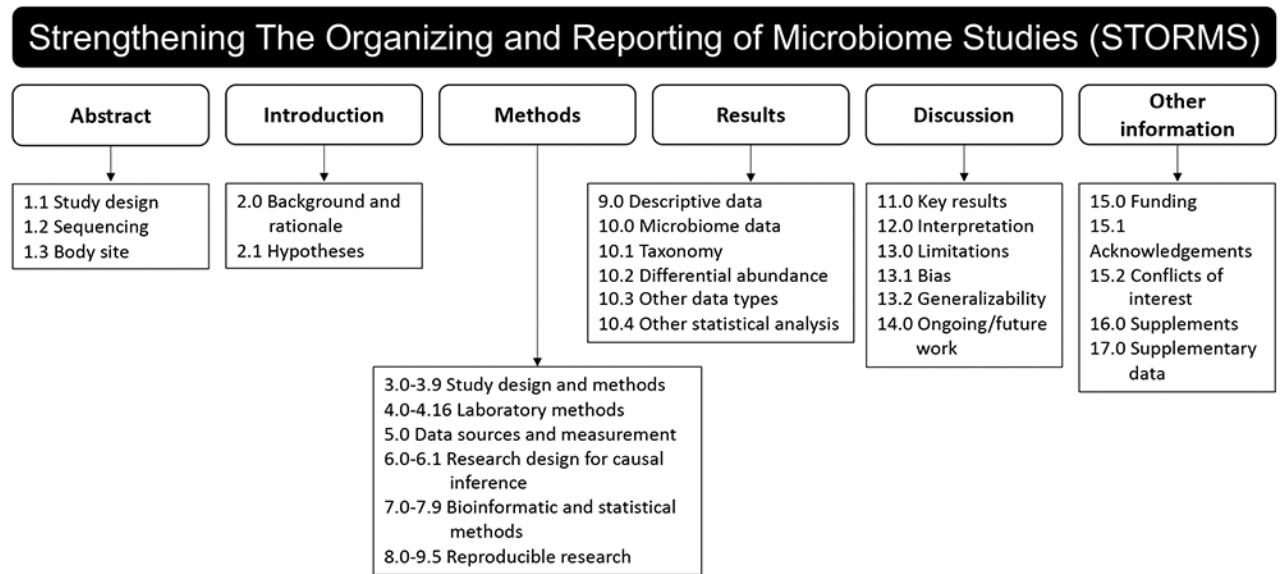 Strengthening The Organizing and Reporting of Microbiome Studies (STORMS)
Abstract
1.1 Study design
1.2 Sequencing
1.3 Body site
Introduction
2.0 Background and
rationale
2.1 Hypotheses
Methods
3.0-3.9 Study design and methods
4.0-4.16 Laboratory methods
5.0 Data sources and measurement
6.0-6.1 Research design for causal
inference
7.0-7.9 Bioinformatic and statistical
methods
8.0-9.5 Reproducible research
Results
9.0 Descriptive data
10.0 Microbiome data
10.1 Taxonomy
10.2 Differential abundance
10.3 Other data types
10.4 Other statistical analysis
Discussion
11.0 Key results
12.0 Interpretation
13.0 Limitations
13.1 Bias
13.2 Generalizability
14.0 Ongoing/future
work
Other
information
15.0 Funding
15.1
Acknowledgements
15.2 Conflicts of
interest
16.0 Supplements
17.0 Supplementary
data